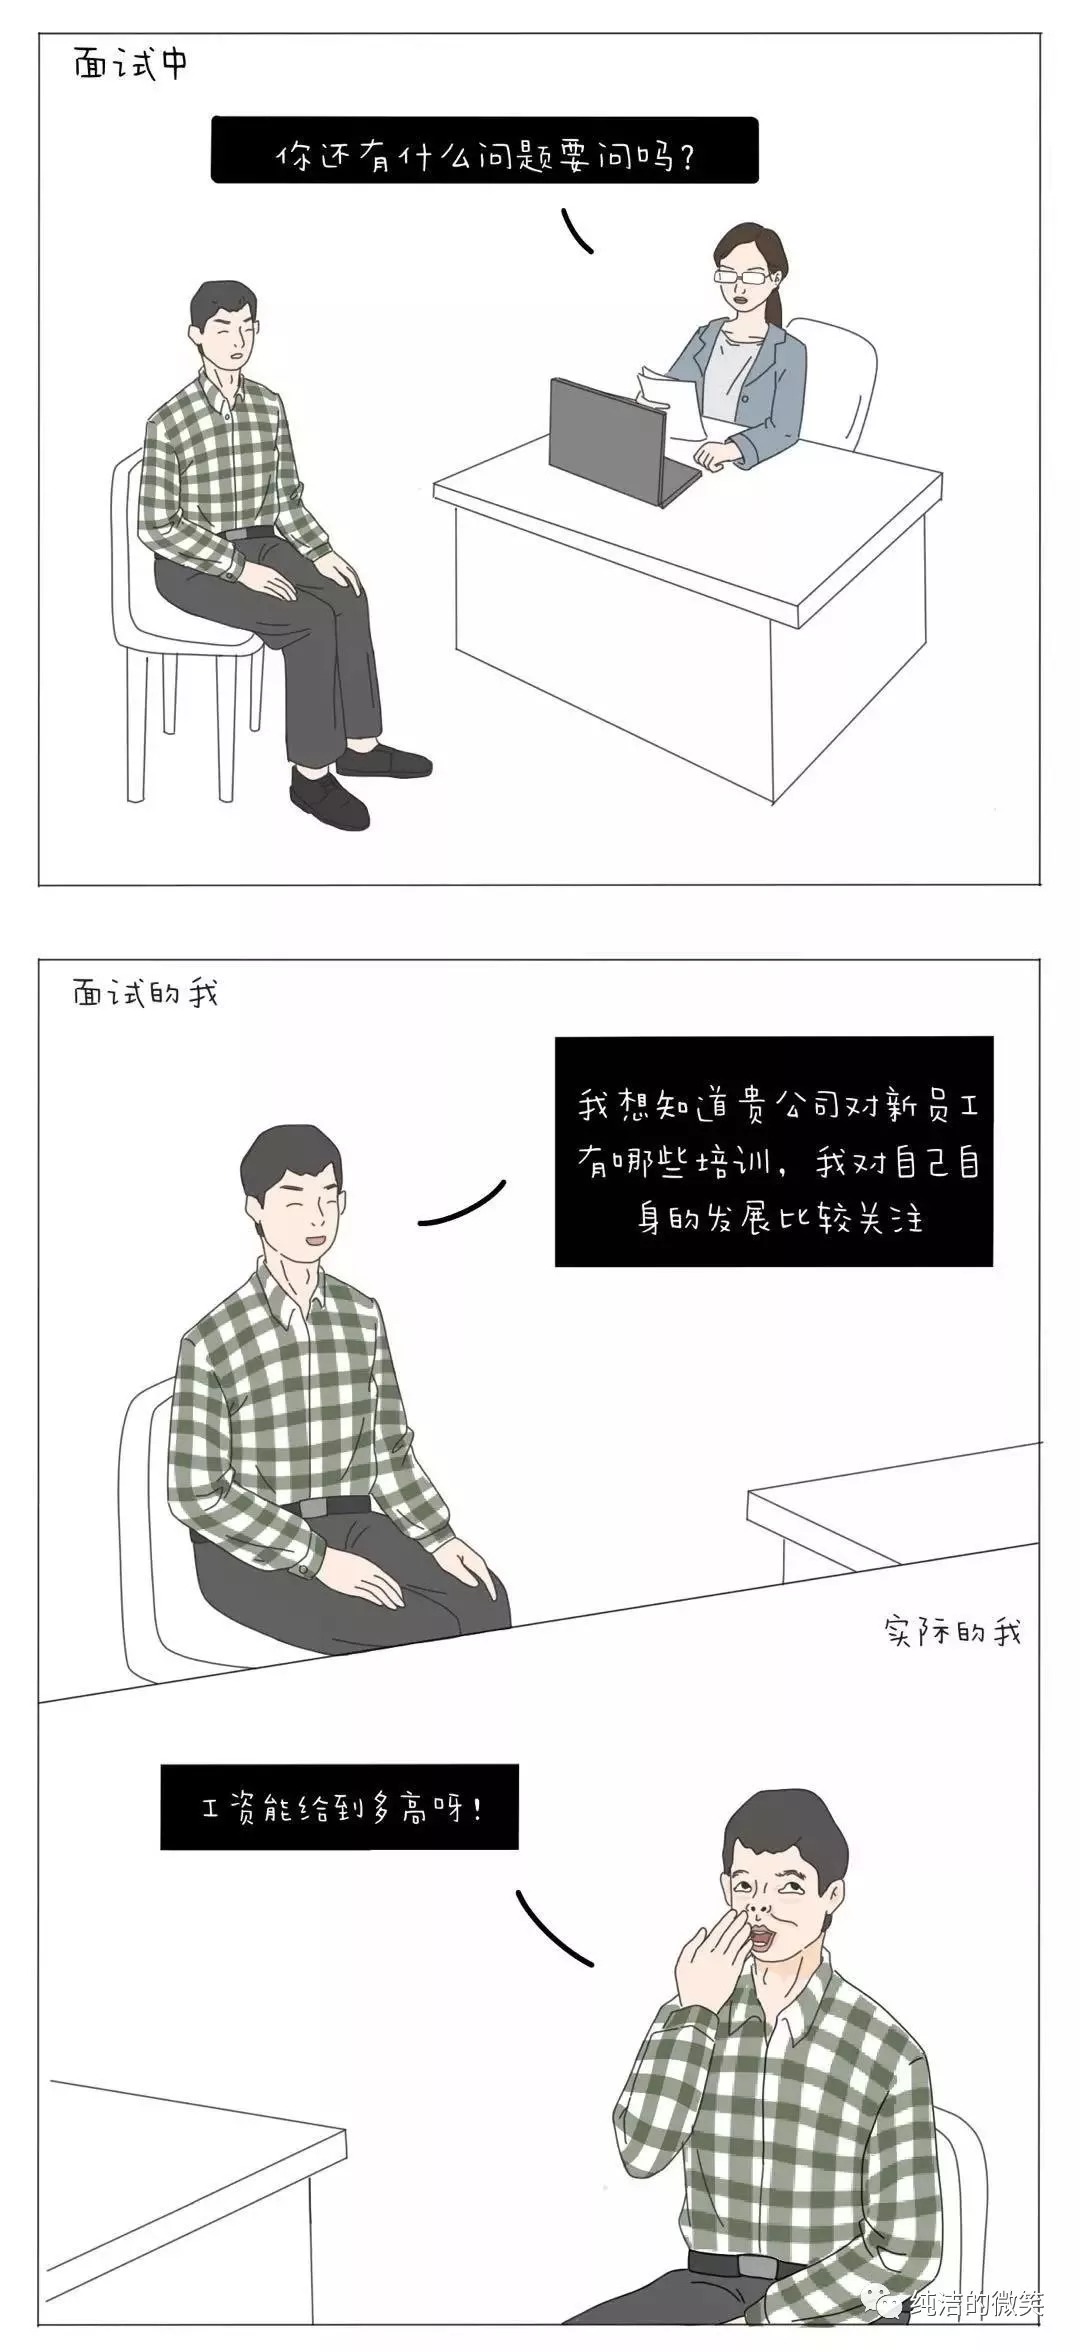 面试中
你还有什么问题要问吗?
面试的我
我想知道贵公司对新员工
有哪些培训，我对自己自
身的发展比较关注
实际的我
工资能给到多高呀!
纯洁的微笑